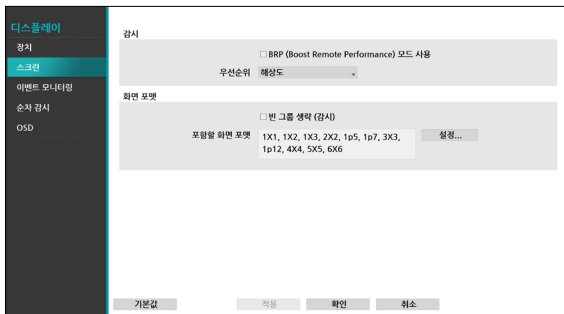 디스플레이
장치
스크린
이벤트 모니터링
순차 감시
OSD
감시
BRP (Boost Remote Performance) 모드 사용
우선순위 해상도
화면 포맷
빈 그룹 생략 (감시)
포함할 화면 포맷 1X1, 1X2, 1X3, 2X2, 1p5, 1p7, 3X3, 설정...
1p12, 4X4, 5X5, 6X6
기본값 적용 확인 취소